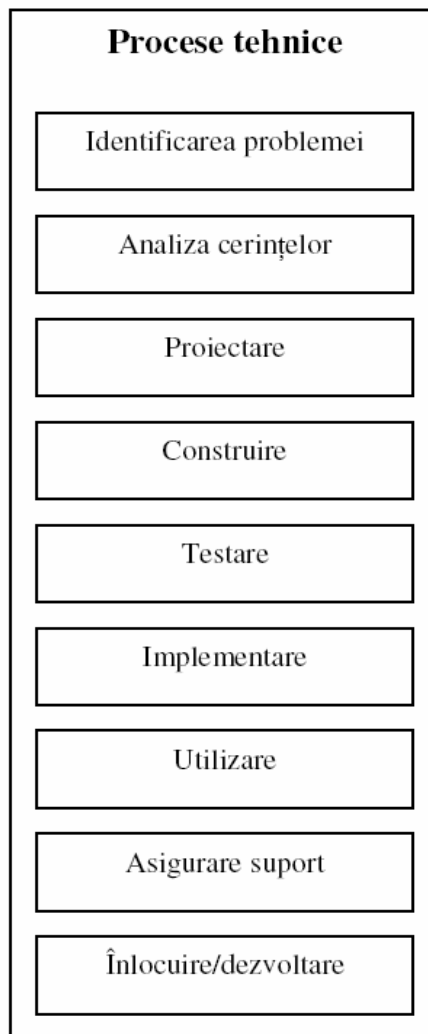 Procese tehnice
Identificarea problemei
Analiza cerințelor
Proiectare
Construire
Testare
Implementare
Utilizare
Asigurare suport
Înlocuire/dezvoltare